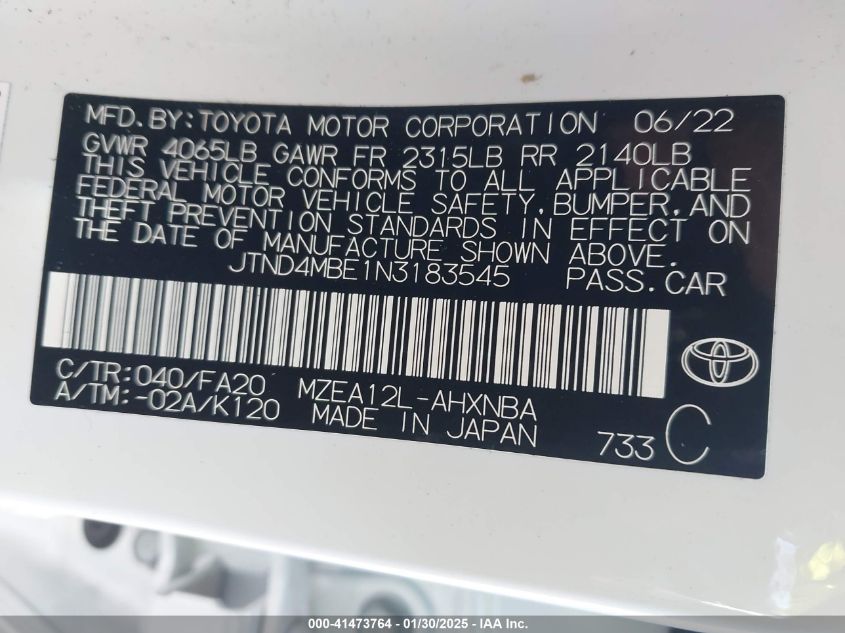 MFD. BY: TOYOTA MOTOR CORPORATION 06/22
GVWR 4065LB GAWR FR 2315LB RR 2140LB
THIS VEHICLE CONFORMS TO ALL APPLICABLE
FEDERAL MOTOR VEHICLE SAFETY, BUMPER, AND
THEFT PREVENTION STANDARDS IN EFFECT ON
THE DATE OF MANUFACTURE SHOWN ABOVE.
JTND4MBE1N3183545 PASS. CAR
C/TR: 040/FA20 MZEA12L-AHXNBA
A/TM: -02A/K120 MADE IN JAPAN 733 C
000-41473764 - 01/30/2025 - IAA Inc.